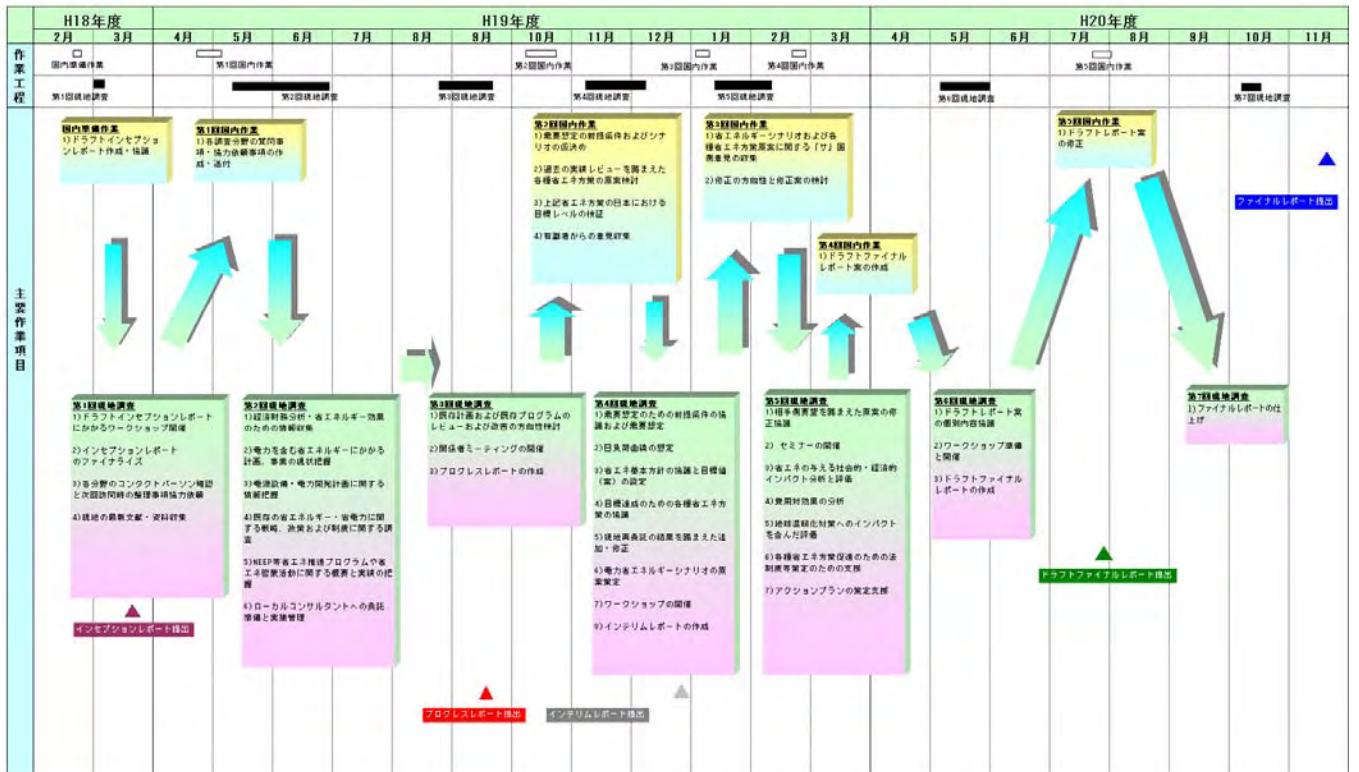 H18年度
H19年度
H20年度
2月 3月 4月 5月 6月 7月 8月 9月 10月 11月 12月 1月 2月 3月 4月 5月 6月 7月 8月 9月 10月 11月
作業工程
国内準備作業
第1回国内作業
第2回国内作業
第3回国内作業
第4回国内作業
第5回国内作業
第1回現地調査
第2回現地調査
第3回現地調査
第4回現地調査
第5回現地調査
第6回現地調査
第7回現地調査
主要作業項目
国内準備作業
1)ドラフトインセプショ
ンレポート作成・協議
第1回国内作業
1)各調査分野の質問事
項・協力依頼事項の作
成・送付
第2回国内作業
1)需要想定の前提条件およびシナ
リオの仮決め
2)過去の実績レビューを踏まえた
各種省エネ方策の原案検討
3)上記省エネ方策の日本における
目標レベルの検証
4)有識者からの意見収集
第3回国内作業
1)省エネルギーシナリオおよび各
種省エネ方策原案に関する「サ」国
側意見の収集
2)修正の方向性と修正案の検討
第4回国内作業
1)ドラフトファイナル
レポート案の作成
第5回国内作業
1)ドラフトレポート案
の修正
ファイナルレポート提出
第1回現地調査
1)ドラフトインセプションレポート
にかかるワークショップ開催
2)インセプションレポート
のファイナライズ
3)各分野のコンタクトパーソン確認
と次回訪問時の整理事項協力依頼
4)現地の最新文献・資料収集
インセプションレポート提出
第2回現地調査
1)経済財務分析・省エネルギー効果
のための情報収集
2)電力を含む省エネルギーにかかる
計画、事業の現状把握
3)電源設備・電力開発計画に関する
情報把握
4)既存の省エネルギー・省電力に関
する戦略、政策および制度に関する調
査
5)NEEP等省エネ推進プログラムや省
エネ啓蒙活動に関する概要と実績の把
握
6)ローカルコンサルタントへの委託
準備と実施管理
第3回現地調査
1)既存計画および既存プログラムの
レビューおよび改善の方向性検討
2)関係者ミーティングの開催
3)プログレスレポートの作成
プログレスレポート提出
第4回現地調査
1)需要想定のための前提条件の協
議および需要想定
2)日負荷曲線の想定
3)省エネ基本方針の協議と目標値
(案)の設定
4)目標達成のための各種省エネ方
策の協議
5)現地再委託の結果を踏まえた追
加・修正
6)電力省エネルギーシナリオの原
案策定
7)ワークショップの開催
8)インテリムレポートの作成
インテリムレポート提出
第5回現地調査
1)相手側要望を踏まえた原案の修
正協議
2) セミナーの開催
3)省エネの与える社会的・経済的
インパクト分析と評価
4)費用対効果の分析
5)地球温暖化対策へのインパクト
を含んだ評価
6)各種省エネ方策促進のための法
制度等策定のための支援
7)アクションプランの策定支援
第6回現地調査
1)ドラフトレポート案
の個別内容協議
2)ワークショップ準備
と開催
3)ドラフトファイナル
レポートの作成
ドラフトファイナルレポート提出
第7回現地調査
1)ファイナルレポートの仕
上げ